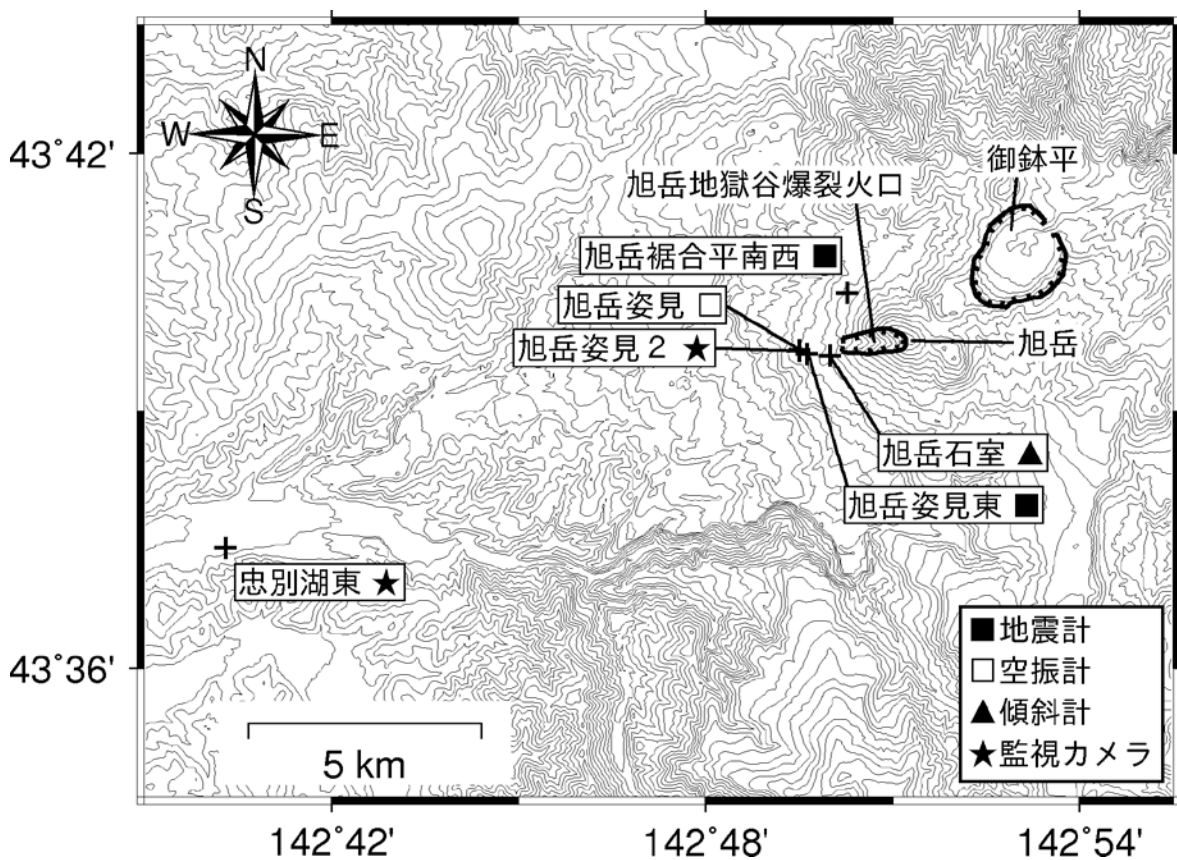 N
W
E
S
43°42'
御鉢平
旭岳地獄谷爆裂火口
旭岳裾合平南西 ■
旭岳姿見 □
旭岳姿見２ ★
旭岳
旭岳石室 ▲
旭岳姿見東 ■
忠別湖東 ★
43°36'
■地震計
□空振計
▲傾斜計
★監視カメラ
5 km
142°42'
142°48'
142°54'